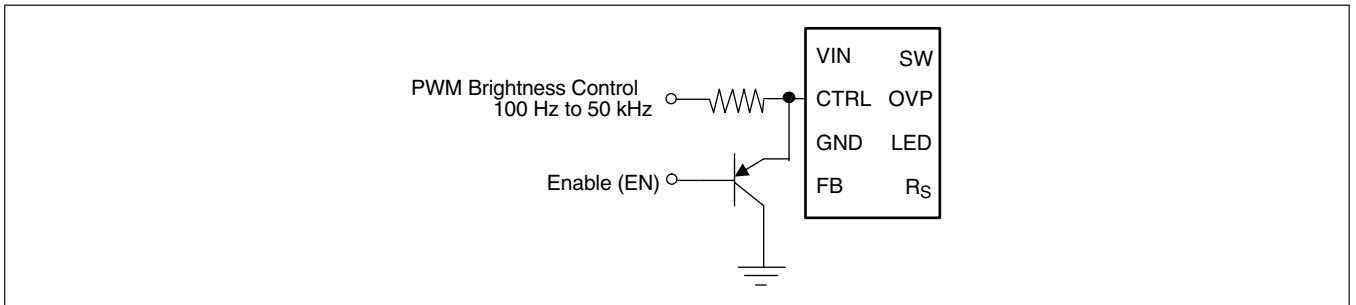 PWM Brightness Control
100 Hz to 50 kHz
Enable (EN)
VIN SW
CTRL OVP
GND LED
FB RS